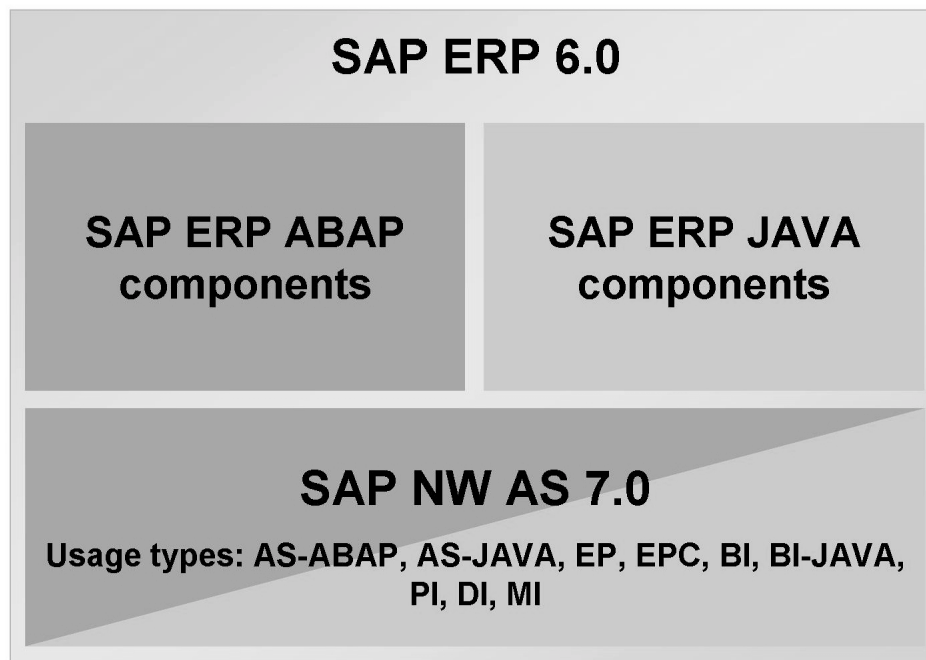 SAP ERP 6.0
SAP ERP ABAP
components
SAP ERP JAVA
components
SAP NW AS 7.0
Usage types: AS-ABAP, AS-JAVA, EP, EPC, BI, BI-JAVA,
PI, DI, MI